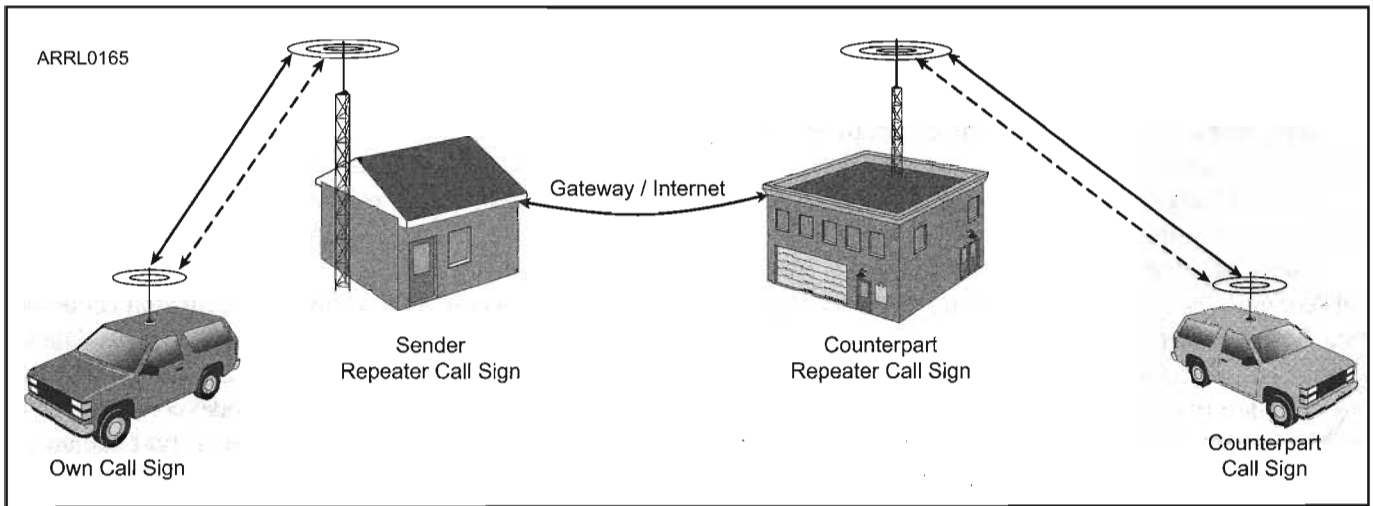 ARRL0165
Gateway / Internet
Sender
Repeater Call Sign
Counterpart
Repeater Call Sign
Own Call Sign
Counterpart
Call Sign